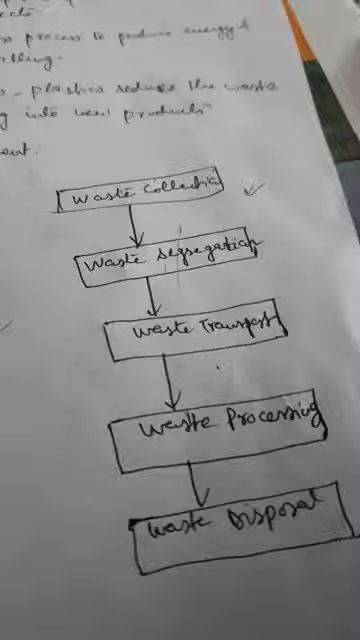 process to produce energy &
plastics reduce the waste
into new products
Waste Collection
Waste Segregation
Waste Transport
Waste Processing
Waste Disposal